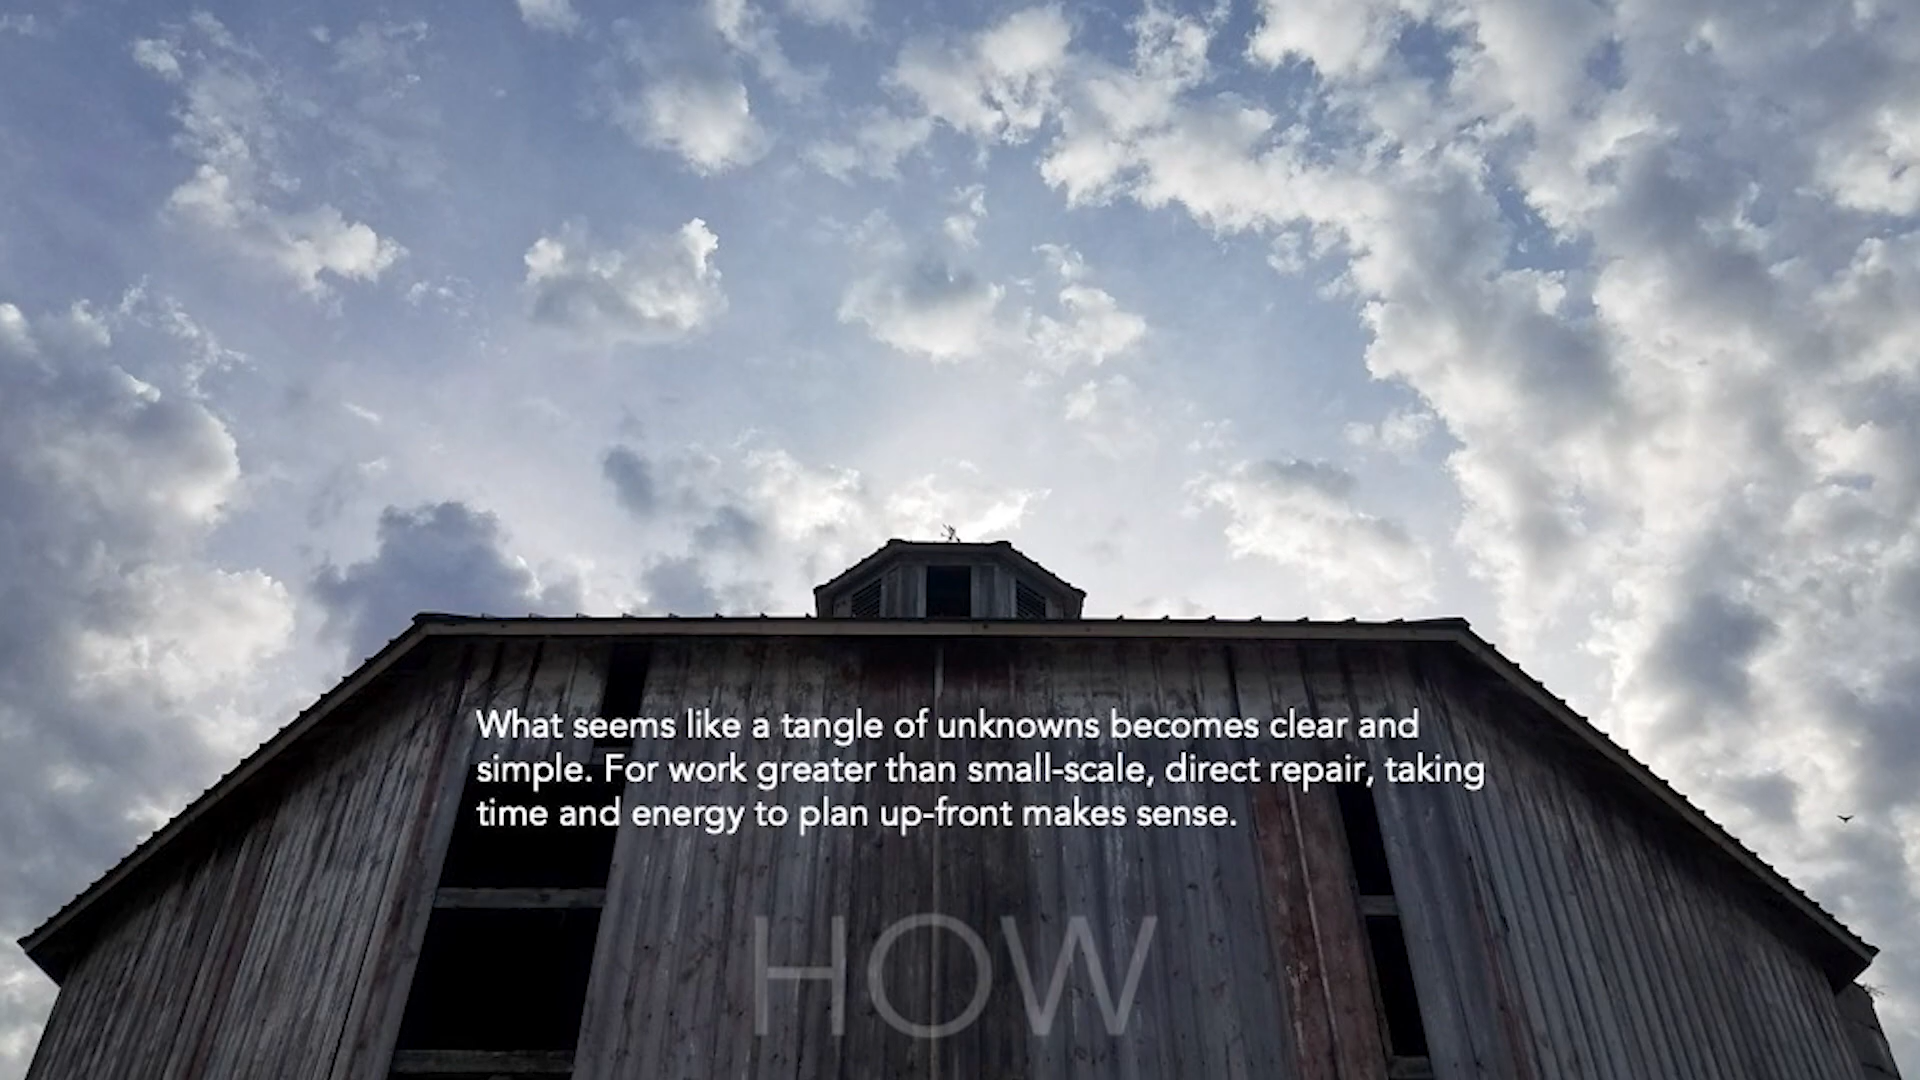 What seems like a tangle of unknowns becomes clear and
simple. For work greater than small-scale, direct repair, taking
time and energy to plan up-front makes sense.
HOW